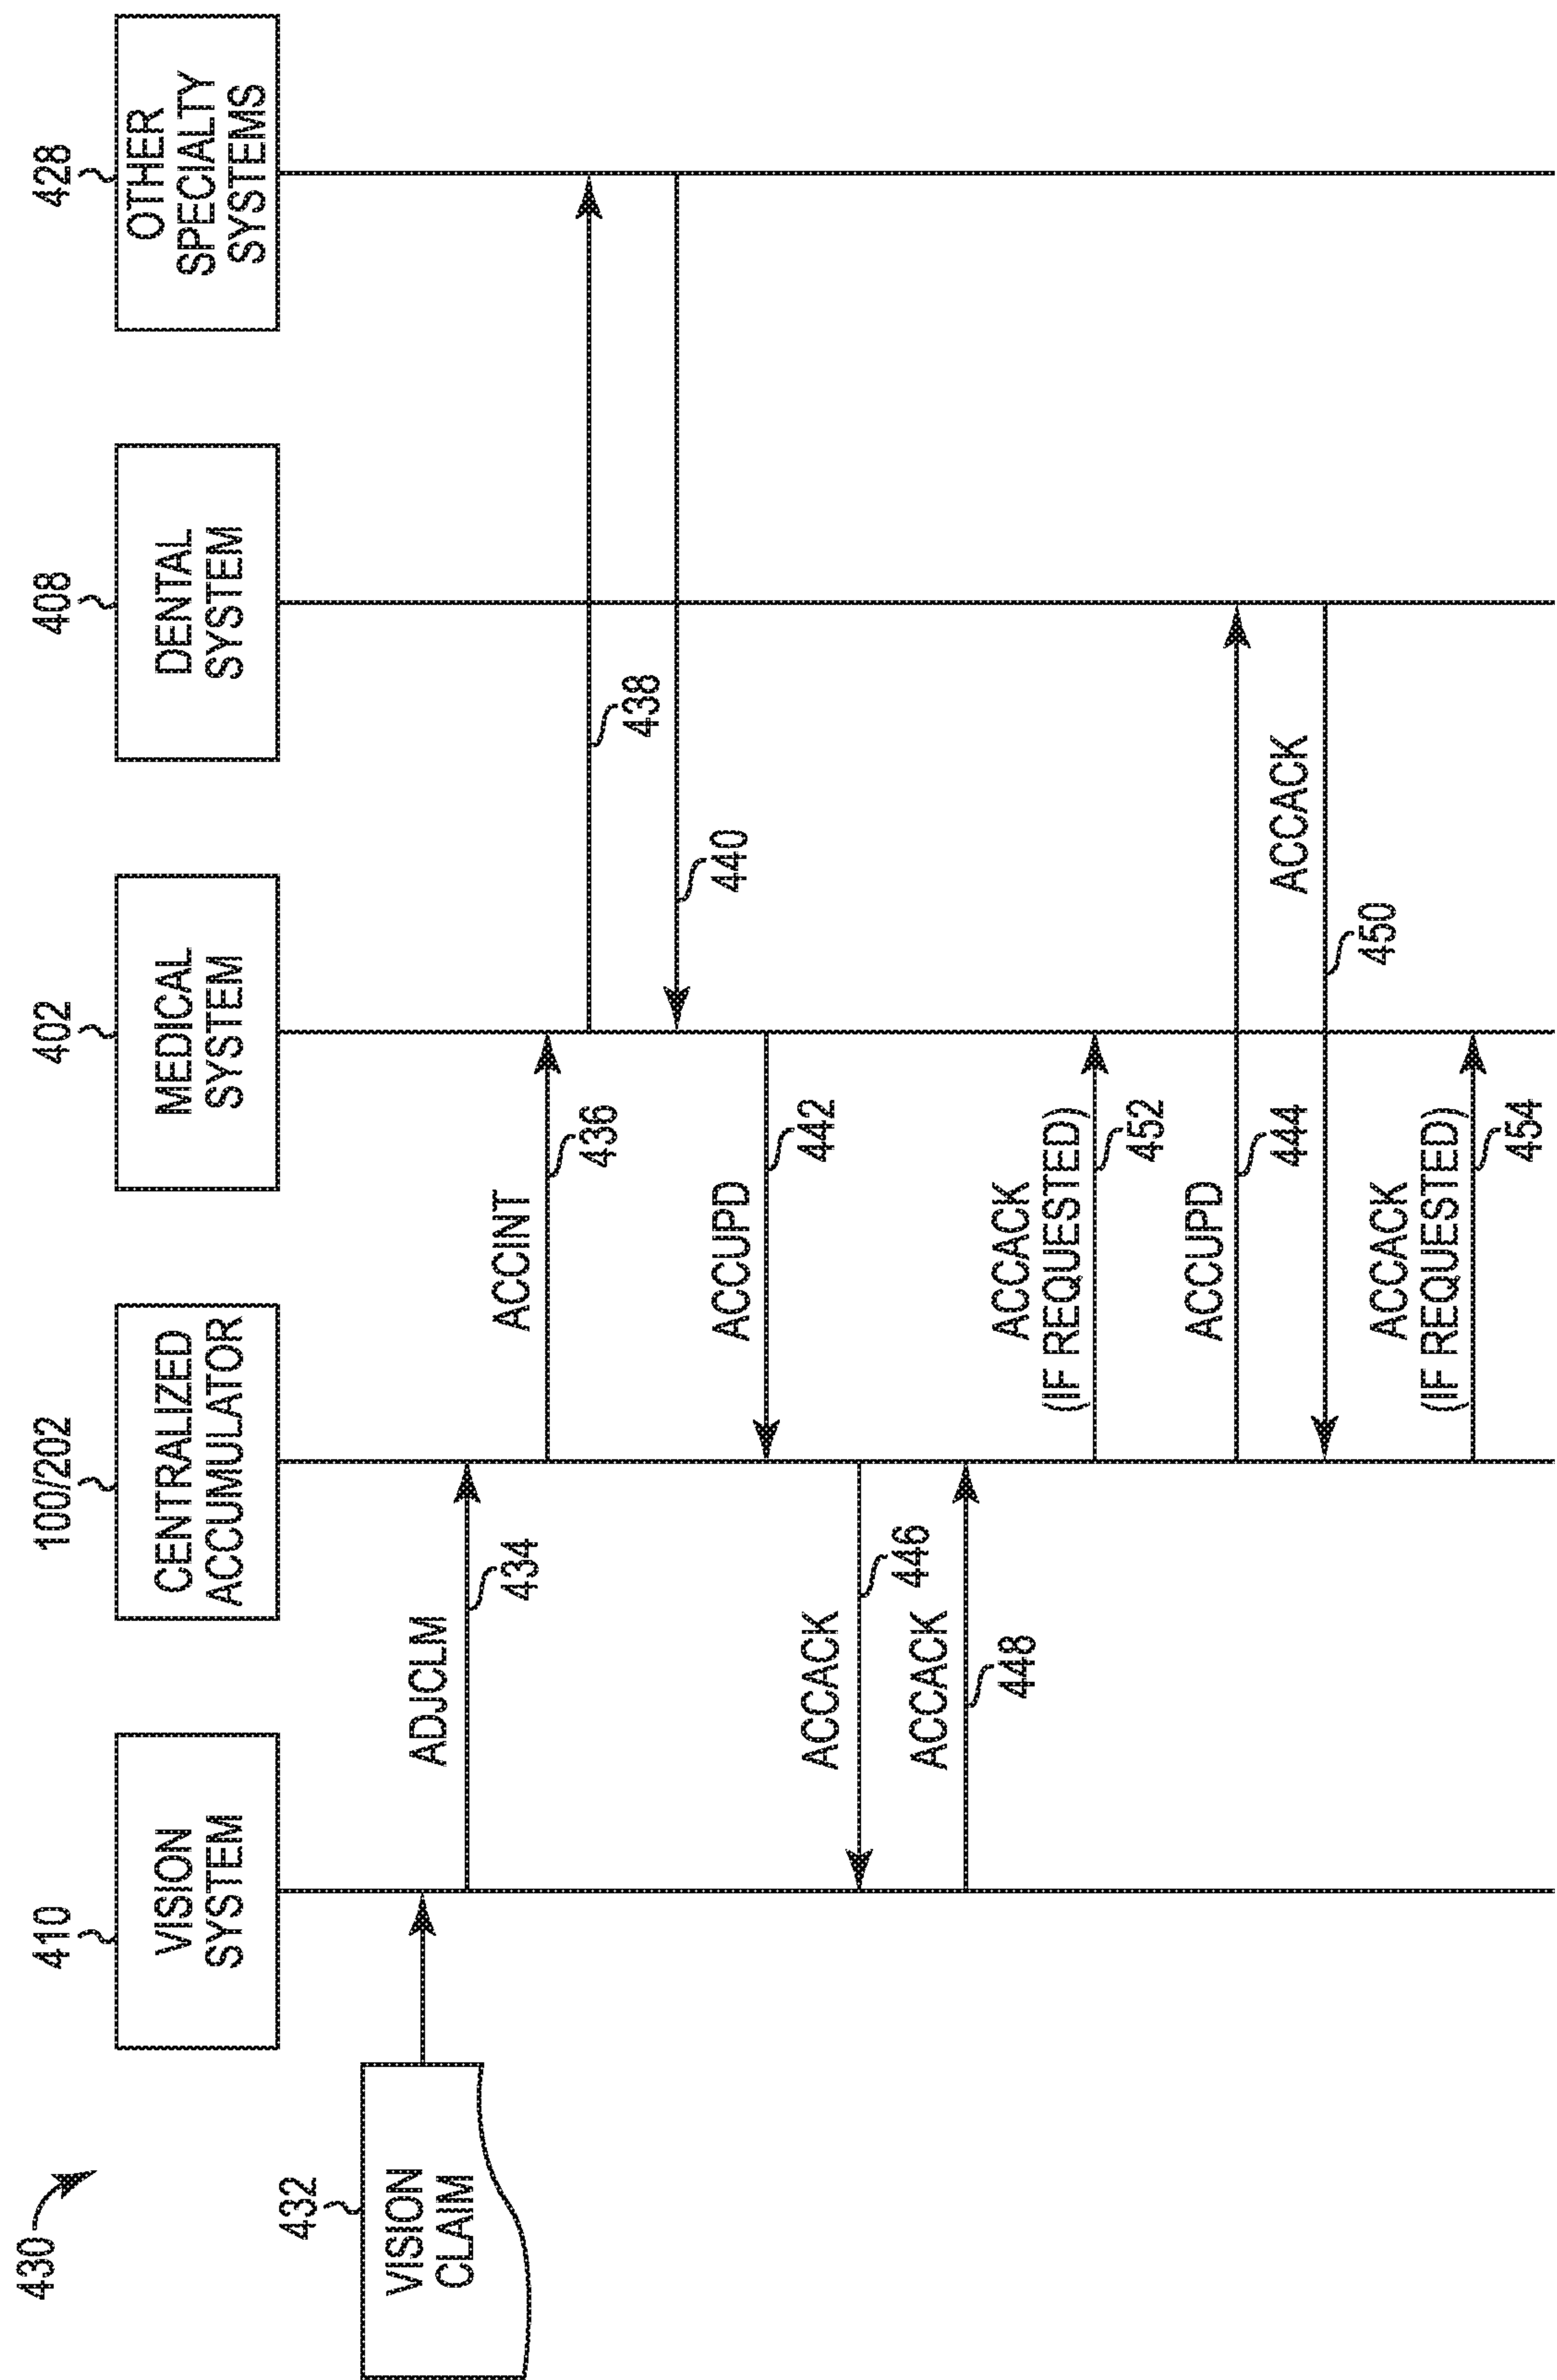 430
432
VISION
CLAIM
410
VISION
SYSTEM
100/202
CENTRALIZED
ACCUMULATOR
402
MEDICAL
SYSTEM
408
DENTAL
SYSTEM
428
OTHER
SPECIALTY
SYSTEMS
ADJCLM
434
ACCINT
436
438
440
ACCUPD
442
ACCACK
446
ACCACK
448
ACCACK
(IF REQUESTED)
452
ACCUPD
444
ACCACK
450
ACCACK
(IF REQUESTED)
454